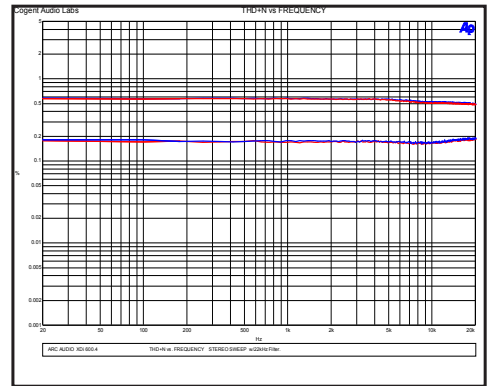 Cogent Audio Labs THD+N vs FREQUENCY
Ap
5
2
1
0.5
0.2
0.1
0.05
0.02
0.01
0.005
0.002
0.001
%
20 50 100 200 500 1k 2k 5k 10k 20k
Hz
ARC AUDIO XDi 600.4 THD+N vs. FREQUENCY STEREO SWEEP w/22kHz Filter.